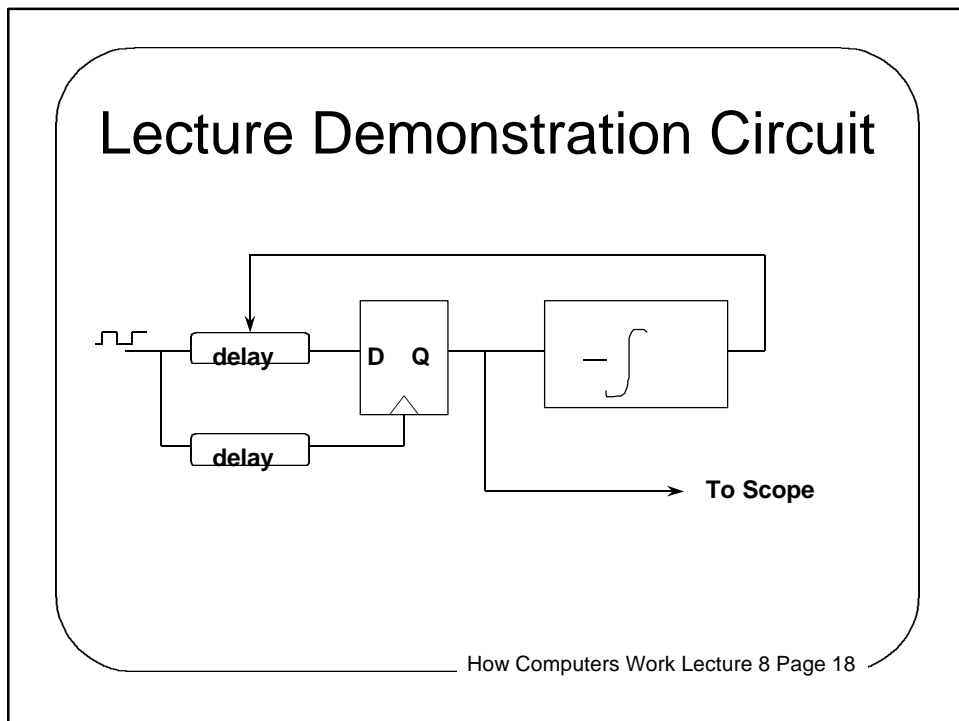 Lecture Demonstration Circuit
delay
D Q
delay
−∫
To Scope
How Computers Work Lecture 8 Page 18